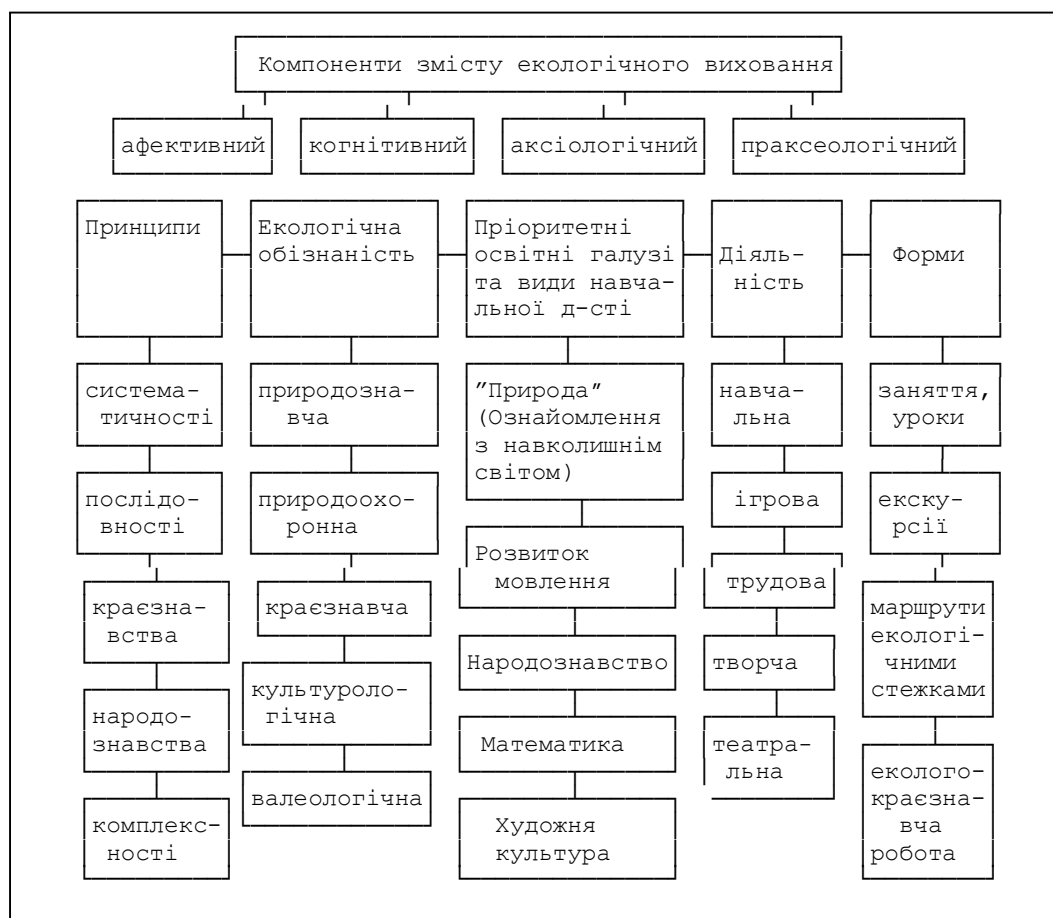 Компоненти змісту екологічного виховання
афективний
когнітивний
аксіологічний
праксеологічний
Принципи
Екологічна
обізнаність
Пріоритетні
освітні галузі
та види навча-
льної д-сті
Діяль-
ність
Форми
система-
тичності
послідо-
вності
краєзна-
вства
народо-
знавства
комплекс-
ності
природозна-
вча
природоохо-
ронна
краєзнавча
культуроло-
гічна
валеологічна
”Природа”
(Ознайомлення
з навколишнім
світом)
Розвиток
мовлення
Народознавство
Математика
Художня
культура
навча-
льна
ігрова
трудова
творча
театра-
льна
заняття,
уроки
екску-
рсії
маршрути
екологі-
чними
стежками
еколого-
краєзна-
вча
робота